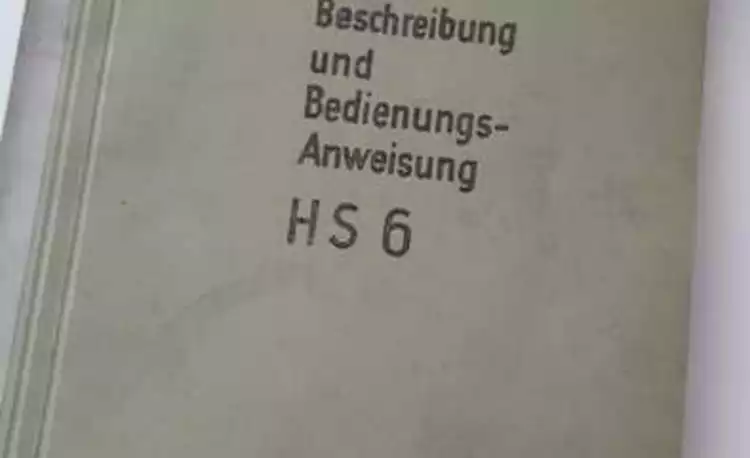 Beschreibung
und
Bedienungs-
Anweisung
HS 6